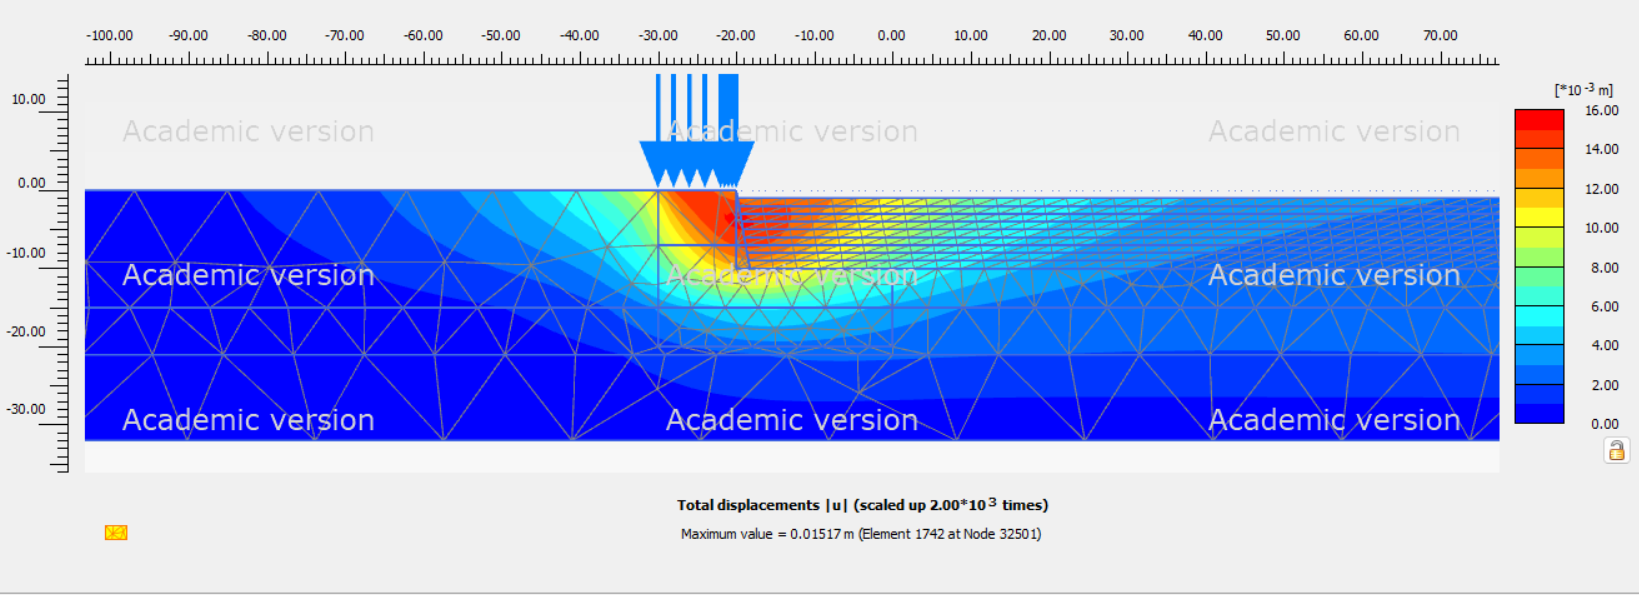 -100.00 -90.00 -80.00 -70.00 -60.00 -50.00 -40.00 -30.00 -20.00 -10.00 0.00 10.00 20.00 30.00 40.00 50.00 60.00 70.00
[*10 -3 m]
10.00
16.00
Academic version Academic version Academic version
14.00
0.00
12.00
10.00
-10.00
8.00
Academic version Academic version Academic version
6.00
-20.00
4.00
2.00
-30.00
Academic version Academic version Academic version
0.00
Total displacements |u| (scaled up 2.00*10 3 times)
Maximum value = 0.01517 m (Element 1742 at Node 32501)